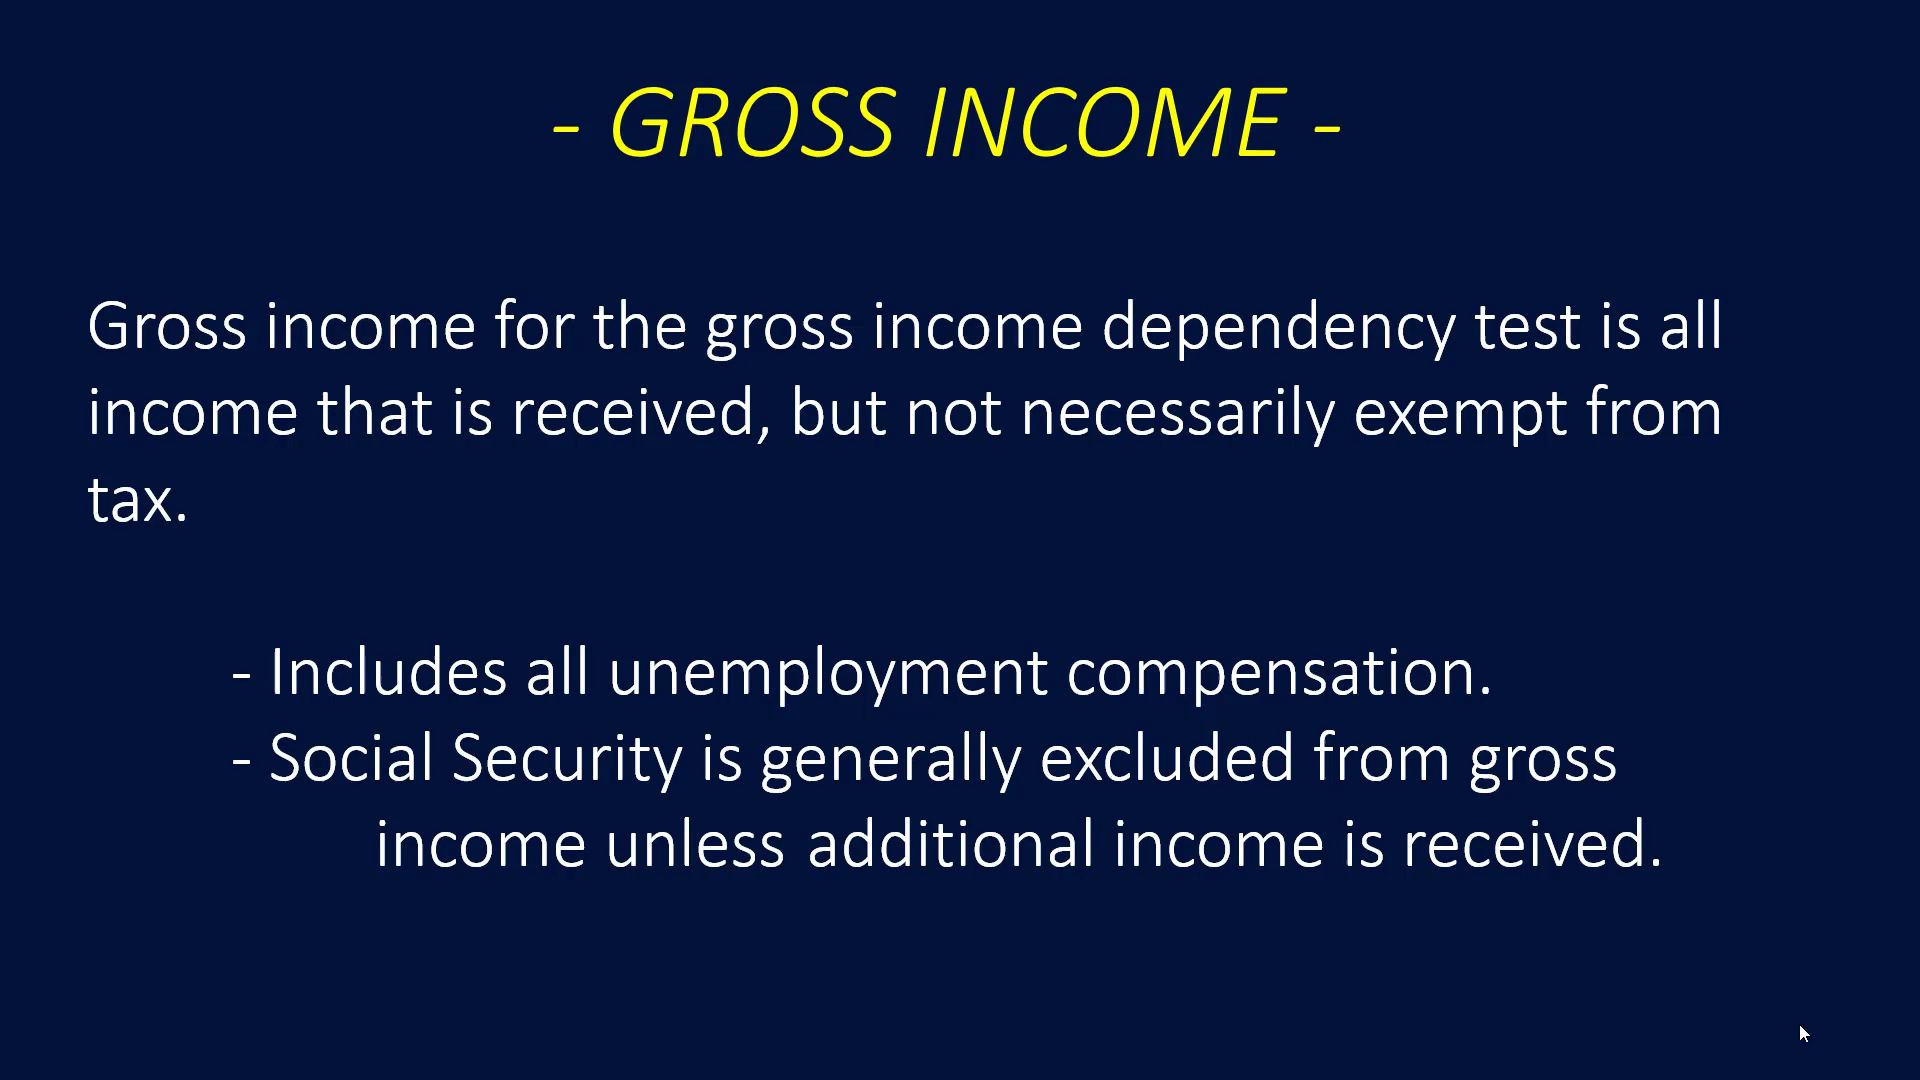 - GROSS INCOME -
Gross income for the gross income dependency test is all
income that is received, but not necessarily exempt from
tax.
- Includes all unemployment compensation.
- Social Security is generally excluded from gross
income unless additional income is received.